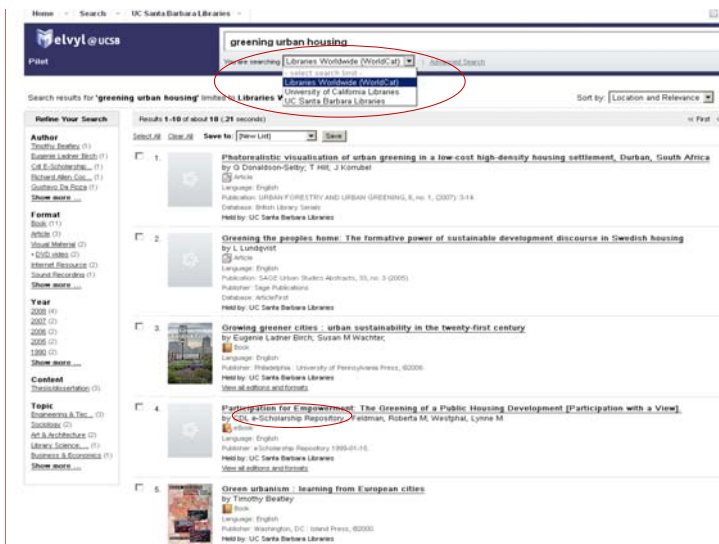 Home Search UC Santa Barbara Libraries
Melvyl @UCSB
greening urban housing
Pilot
You are searching: Libraries Worldwide (WorldCat) Advanced Search
- select search limit -
Libraries Worldwide (WorldCat)
University of California Libraries
UC Santa Barbara Libraries
Search results for 'greening urban housing' limited to Libraries W
Sort by: Location and Relevance
Refine Your Search
Results 1-10 of about 18 (.21 seconds)
<< First
Select All Clear All Save to: [New List] Save
Author
Timothy Beatley (1)
Eugenie Ladner Birch (1)
Cdl E-Scholarship... (1)
Richard Allen Coc... (1)
Gustavo Da Roza (1)
Show more ...
Format
Book (11)
Article (3)
Visual Material (2)
• DVD video (2)
Internet Resource (2)
Sound Recording (1)
Show more ...
Year
2008 (4)
2007 (2)
2006 (2)
2005 (2)
1990 (2)
Show more ...
Content
Thesis/dissertation (3)
Topic
Engineering & Tec... (3)
Sociology (2)
Art & Architecture (2)
Library Science, ... (1)
Business & Economics (1)
Show more ...
1. Photorealistic visualisation of urban greening in a low-cost high-density housing settlement, Durban, South Africa
by G Donaldson-Selby; T Hill; J Korrubel
Article
Language: English
Publication: URBAN FORESTRY AND URBAN GREENING, 6, no. 1, (2007): 3-14
Database: British Library Serials
Held by: UC Santa Barbara Libraries
2. Greening the peoples home: The formative power of sustainable development discourse in Swedish housing
by L Lundqvist
Article
Language: English
Publication: SAGE Urban Studies Abstracts, 33, no. 3 (2005)
Publisher: Sage Publications
Database: ArticleFirst
Held by: UC Santa Barbara Libraries
3. Growing greener cities : urban sustainability in the twenty-first century
by Eugenie Ladner Birch; Susan M Wachter;
Book
Language: English
Publisher: Philadelphia : University of Pennsylvania Press, ©2008.
Held by: UC Santa Barbara Libraries
View all editions and formats
4. Participation for Empowerment: The Greening of a Public Housing Development [Participation with a View].
by CDL e-Scholarship Repository; Feldman, Roberta M; Westphal, Lynne M
eBook
Language: English
Publisher: eScholarship Repository 1999-01-15.
Held by: UC Santa Barbara Libraries
View all editions and formats
5. Green urbanism : learning from European cities
by Timothy Beatley
Book
Language: English
Publisher: Washington, DC : Island Press, ©2000.
Held by: UC Santa Barbara Libraries